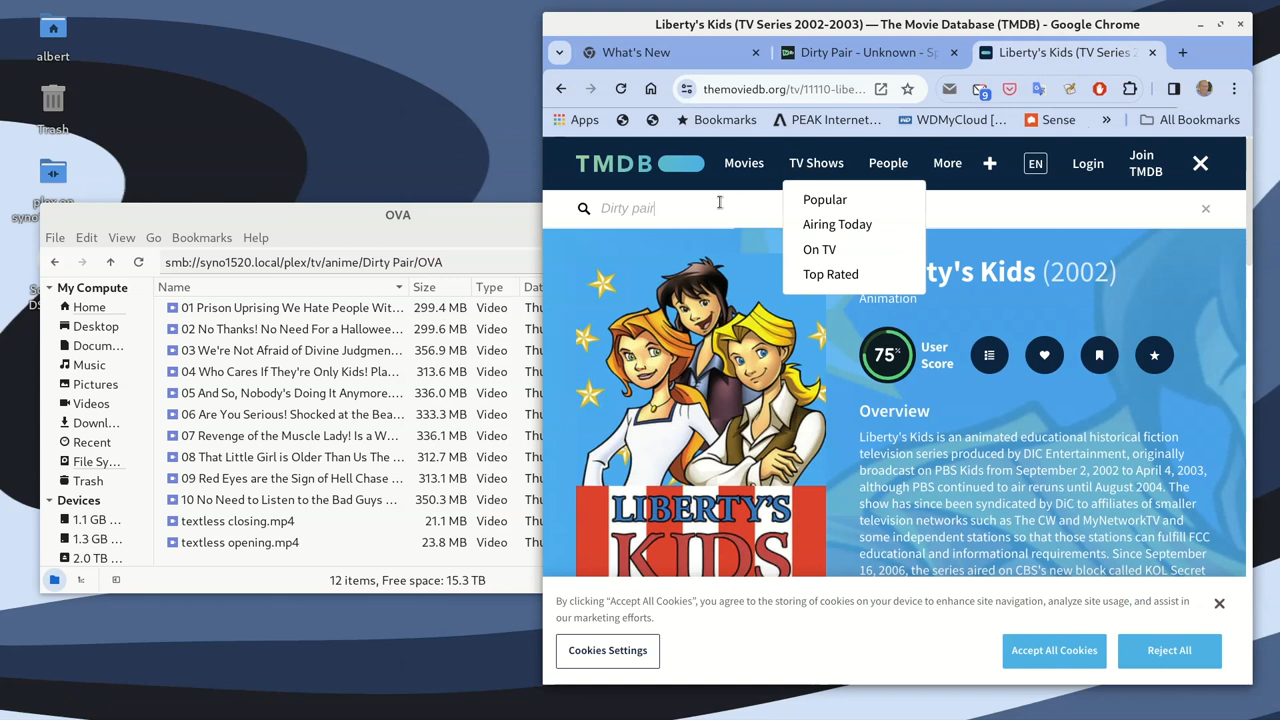 albert
Trash
plex on
OVA
File Edit View Go Bookmarks Help
smb://syno1520.local/plex/tv/anime/Dirty Pair/OVA
My Compute
Home
Desktop
Docum...
Music
Pictures
Videos
Downl...
Recent
File Sy...
Trash
Devices
1.1 GB ...
1.3 GB ...
2.0 TB ...
Name Size Type Dat
01 Prison Uprising We Hate People Wit... 299.4 MB Video Thu
02 No Thanks! No Need For a Hallowee... 299.6 MB Video Thu
03 We're Not Afraid of Divine Judgmen... 356.9 MB Video Thu
04 Who Cares If They're Only Kids! Pla... 313.6 MB Video Thu
05 And So, Nobody's Doing It Anymore.... 336.0 MB Video Thu
06 Are You Serious! Shocked at the Bea... 333.3 MB Video Thu
07 Revenge of the Muscle Lady! Is a W... 336.1 MB Video Thu
08 That Little Girl is Older Than Us The ... 312.7 MB Video Thu
09 Red Eyes are the Sign of Hell Chase ... 313.1 MB Video Thu
10 No Need to Listen to the Bad Guys ... 350.3 MB Video Thu
textless closing.mp4 21.1 MB Video Thu
textless opening.mp4 23.8 MB Video Thu
12 items, Free space: 15.3 TB
Liberty's Kids (TV Series 2002-2003) — The Movie Database (TMDB) - Google Chrome
What's New
Dirty Pair - Unknown - Sp
Liberty's Kids (TV Series 2
themoviedb.org/tv/11110-libe...
9
Apps
Bookmarks
PEAK Internet...
WDMyCloud [...
Sense
»
All Bookmarks
TMDB
Movies TV Shows People More EN Login Join
TMDB
Dirty pair
Popular
Airing Today
On TV
Top Rated
ty's Kids (2002)
Animation
75%
User
Score
Overview
Liberty's Kids is an animated educational historical fiction
television series produced by DIC Entertainment, originally
broadcast on PBS Kids from September 2, 2002 to April 4, 2003,
although PBS continued to air reruns until August 2004. The
show has since been syndicated by DiC to affiliates of smaller
television networks such as The CW and MyNetworkTV and
some independent stations so that those stations can fulfill FCC
educational and informational requirements. Since September
16, 2006, the series aired on CBS's new block called KOL Secret
LIBERTY'S
KIDS
By clicking “Accept All Cookies”, you agree to the storing of cookies on your device to enhance site navigation, analyze site usage, and assist in
our marketing efforts.
Cookies Settings
Accept All Cookies
Reject All